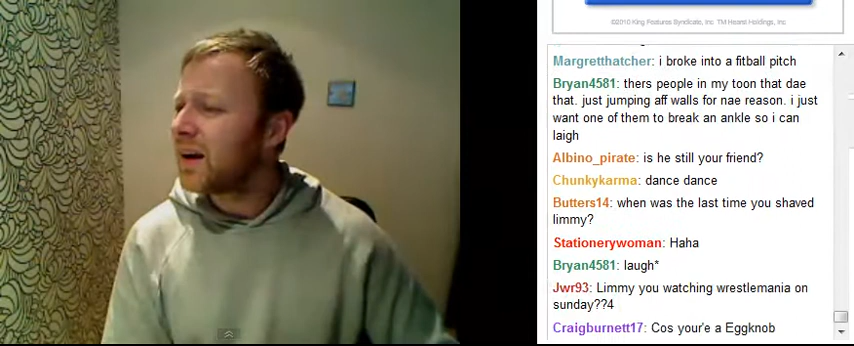 ©2010 King Features Syndicate, Inc. TM Hearst Holdings, Inc.
Margretthatcher: i broke into a fitball pitch
Bryan4581: thers people in my toon that dae
that. just jumping aff walls for nae reason. i just
want one of them to break an ankle so i can
laigh
Albino_pirate: is he still your friend?
Chunkykarma: dance dance
Butters14: when was the last time you shaved
limmy?
Stationerywoman: Haha
Bryan4581: laugh*
Jwr93: Limmy you watching wrestlemania on
sunday??4
Craigburnett17: Cos your'e a Eggknob